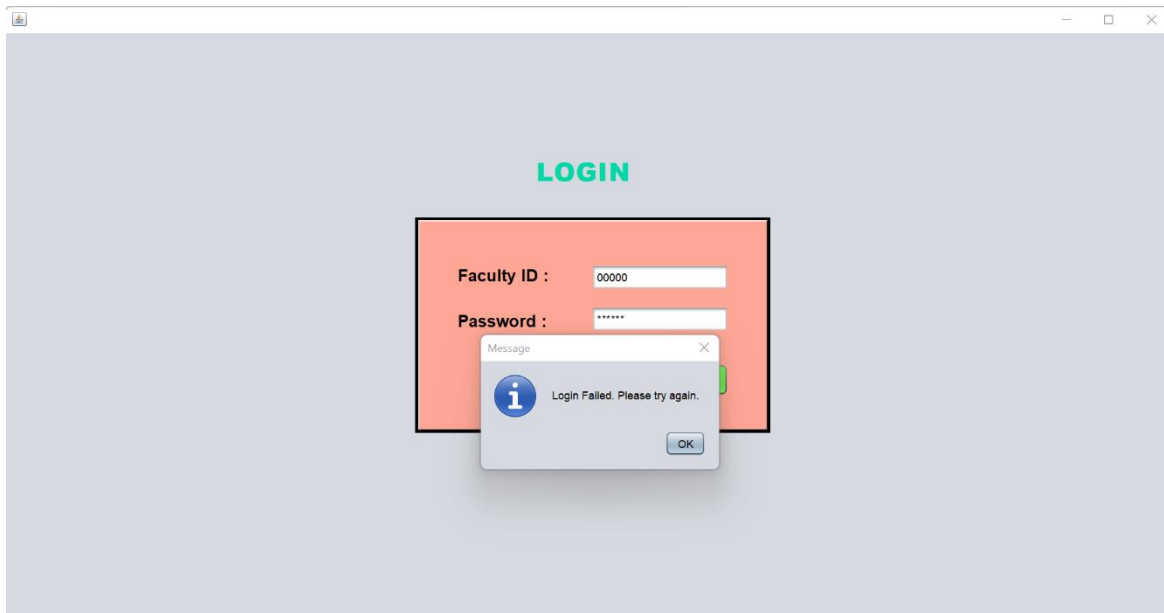 LOGIN
Faculty ID : 00000
Password : ******
Message
Login Failed. Please try again.
OK